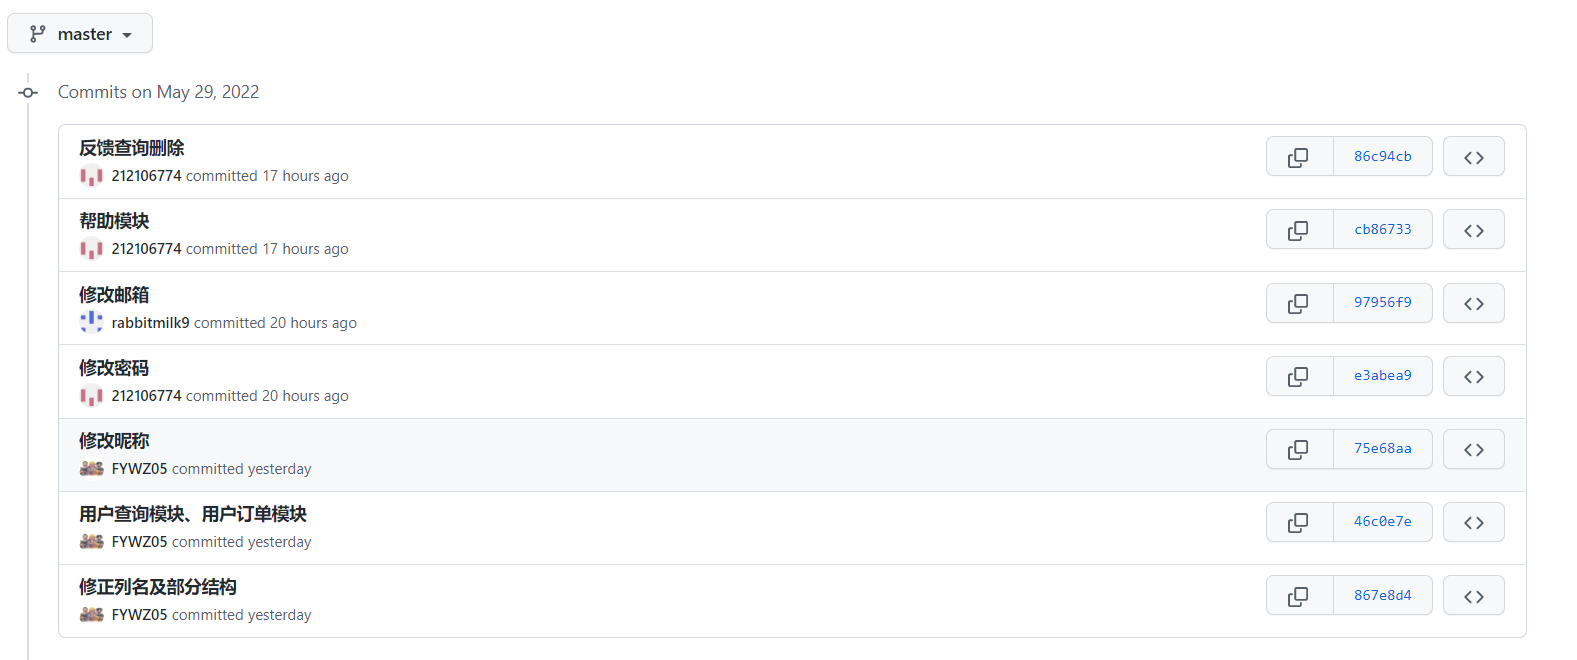 master
Commits on May 29, 2022
反馈查询删除
86c94cb
212106774 committed 17 hours ago
帮助模块
cb86733
212106774 committed 17 hours ago
修改邮箱
97956f9
rabbitmilk9 committed 20 hours ago
修改密码
e3abea9
212106774 committed 20 hours ago
修改昵称
75e68aa
FYWZ05 committed yesterday
用户查询模块、用户订单模块
46c0e7e
FYWZ05 committed yesterday
修正列名及部分结构
867e8d4
FYWZ05 committed yesterday